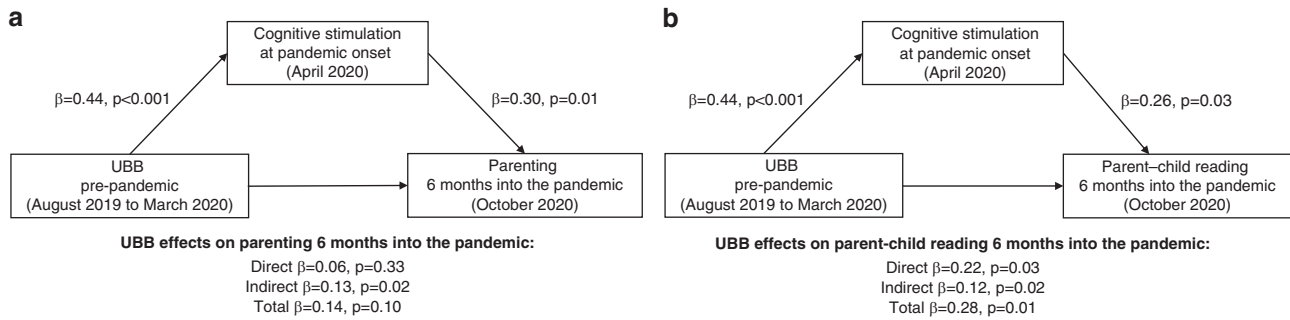 a
Cognitive stimulation
at pandemic onset
(April 2020)
β=0.44, p<0.001
β=0.30, p=0.01
UBB
pre-pandemic
(August 2019 to March 2020)
Parenting
6 months into the pandemic
(October 2020)
UBB effects on parenting 6 months into the pandemic:
Direct β=0.06, p=0.33
Indirect β=0.13, p=0.02
Total β=0.14, p=0.10
b
Cognitive stimulation
at pandemic onset
(April 2020)
β=0.44, p<0.001
β=0.26, p=0.03
UBB
pre-pandemic
(August 2019 to March 2020)
Parent–child reading
6 months into the pandemic
(October 2020)
UBB effects on parent-child reading 6 months into the pandemic:
Direct β=0.22, p=0.03
Indirect β=0.12, p=0.02
Total β=0.28, p=0.01